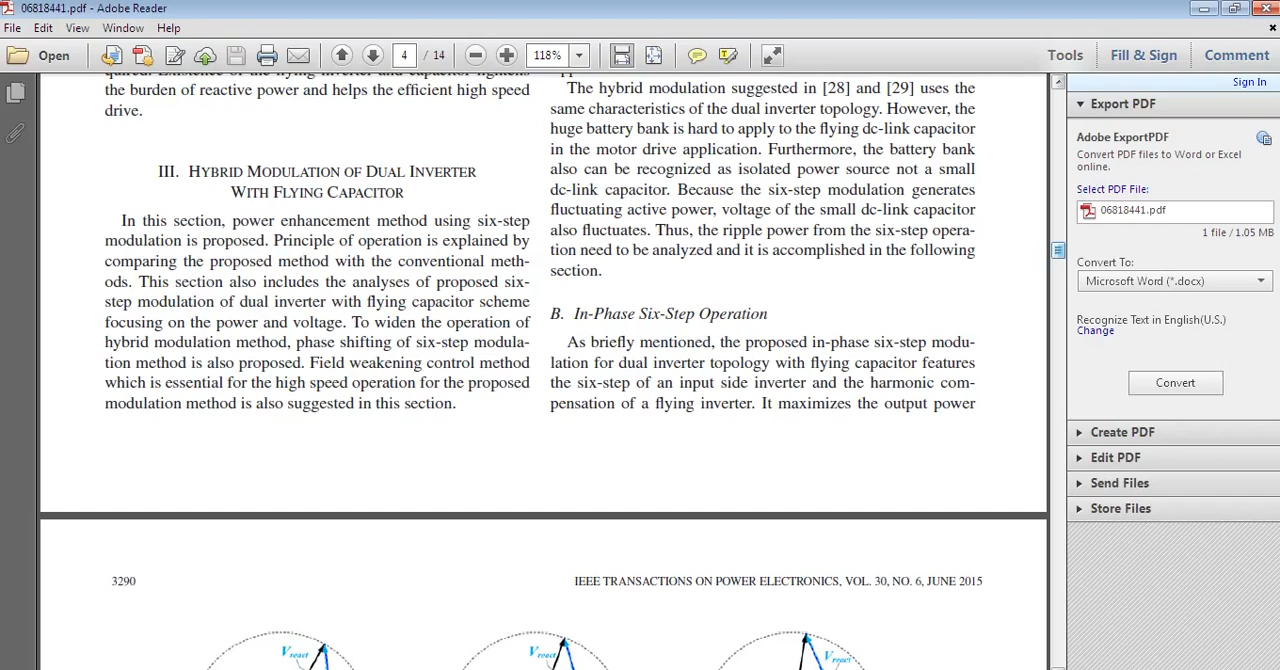 06818441.pdf - Adobe Reader
File Edit View Window Help
Open 4 / 14 118% Tools Fill & Sign Comment
the burden of reactive power and helps the efficient high speed
drive.
III. HYBRID MODULATION OF DUAL INVERTER
WITH FLYING CAPACITOR
In this section, power enhancement method using six-step
modulation is proposed. Principle of operation is explained by
comparing the proposed method with the conventional meth-
ods. This section also includes the analyses of proposed six-
step modulation of dual inverter with flying capacitor scheme
focusing on the power and voltage. To widen the operation of
hybrid modulation method, phase shifting of six-step modula-
tion method is also proposed. Field weakening control method
which is essential for the high speed operation for the proposed
modulation method is also suggested in this section.
The hybrid modulation suggested in [28] and [29] uses the
same characteristics of the dual inverter topology. However, the
huge battery bank is hard to apply to the flying dc-link capacitor
in the motor drive application. Furthermore, the battery bank
also can be recognized as isolated power source not a small
dc-link capacitor. Because the six-step modulation generates
fluctuating active power, voltage of the small dc-link capacitor
also fluctuates. Thus, the ripple power from the six-step opera-
tion need to be analyzed and it is accomplished in the following
section.
B. In-Phase Six-Step Operation
As briefly mentioned, the proposed in-phase six-step modu-
lation for dual inverter topology with flying capacitor features
the six-step of an input side inverter and the harmonic com-
pensation of a flying inverter. It maximizes the output power
3290 IEEE TRANSACTIONS ON POWER ELECTRONICS, VOL. 30, NO. 6, JUNE 2015
Vreact Vreact Vreact
Sign In
Export PDF
Adobe ExportPDF
Convert PDF files to Word or Excel
online.
Select PDF File:
06818441.pdf
1 file / 1.05 MB
Convert To:
Microsoft Word (*.docx)
Recognize Text in English(U.S.)
Change
Convert
Create PDF
Edit PDF
Send Files
Store Files